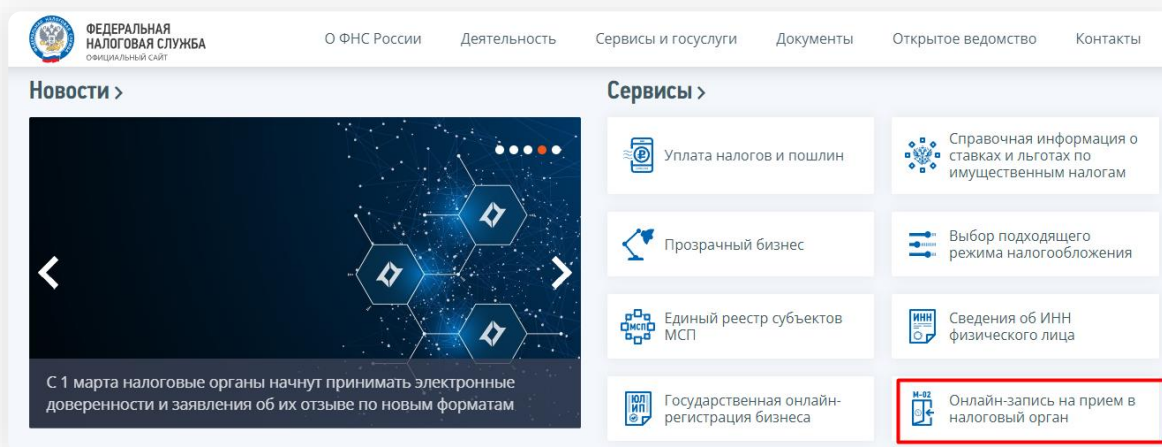 ФЕДЕРАЛЬНАЯ
НАЛОГОВАЯ СЛУЖБА
ОФИЦИАЛЬНЫЙ САЙТ
О ФНС России
Деятельность
Сервисы и госуслуги
Документы
Открытое ведомство
Контакты
Новости >
С 1 марта налоговые органы начнут принимать электронные
доверенности и заявления об их отзыве по новым форматам
Сервисы >
Уплата налогов и пошлин
Справочная информация о
ставках и льготах по
имущественным налогам
Прозрачный бизнес
Выбор подходящего
режима налогообложения
МСП
Единый реестр субъектов
МСП
ИНН
Сведения об ИНН
физического лица
ЮЛ
ИП
Государственная онлайн-
регистрация бизнеса
М-02
Онлайн-запись на прием в
налоговый орган